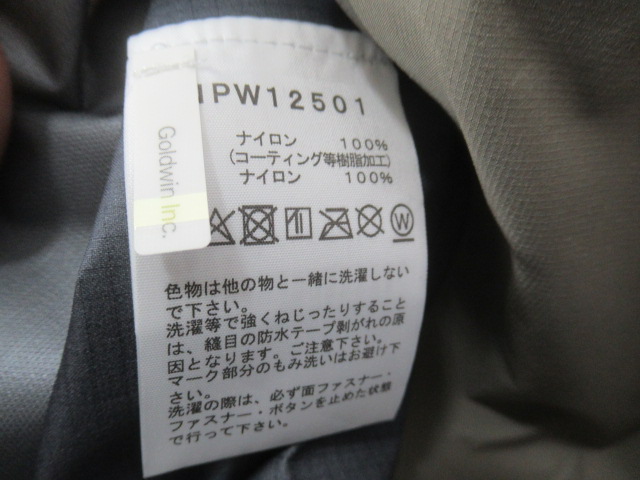 Goldwin Inc.
NPW12501
ナイロン 100%
(コーティング等樹脂加工)
ナイロン 100%
W
色物は他の物と一緒に洗濯しない
で下さい。
洗濯等で強くねじったりすること
は、縫目の防水テープ剥がれの原
因となります。ご注意下さい。
マーク部分のもみ洗いはお避け下
さい。
洗濯の際は、必ず面ファスナー・
ファスナー・ボタンを止めた状態
で行って下さい。